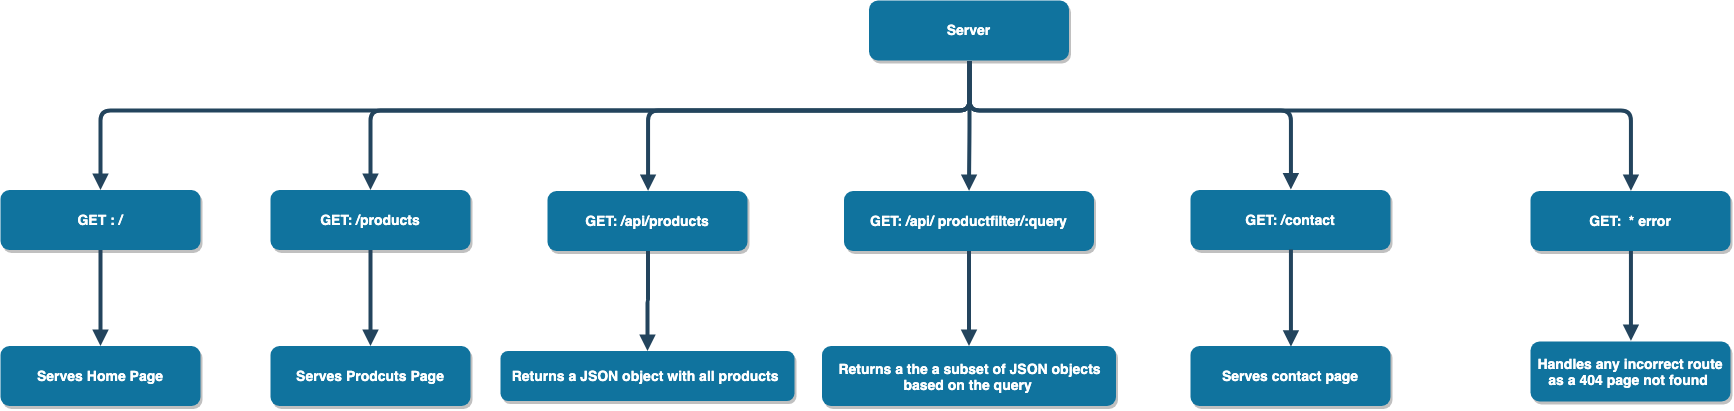 Server
GET : /
GET: /products
GET: /api/products
GET: /api/ productfilter/:query
GET: /contact
GET:  * error
Serves Home Page
Serves Prodcuts Page
Returns a JSON object with all products
Returns a the a subset of JSON objects
based on the query
Serves contact page
Handles any incorrect route
as a 404 page not found